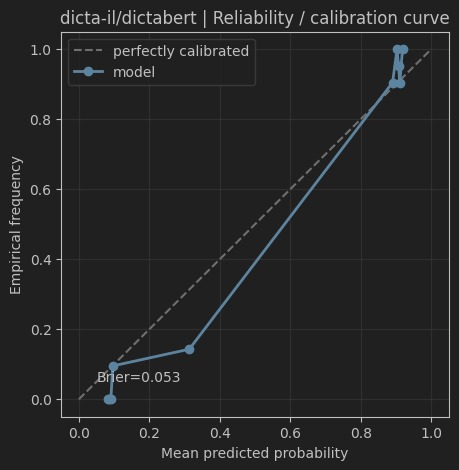 dicta-il/dictabert | Reliability / calibration curve
perfectly calibrated
model
Empirical frequency
1.0
0.8
0.6
0.4
0.2
0.0
Brier=0.053
0.0 0.2 0.4 0.6 0.8 1.0
Mean predicted probability